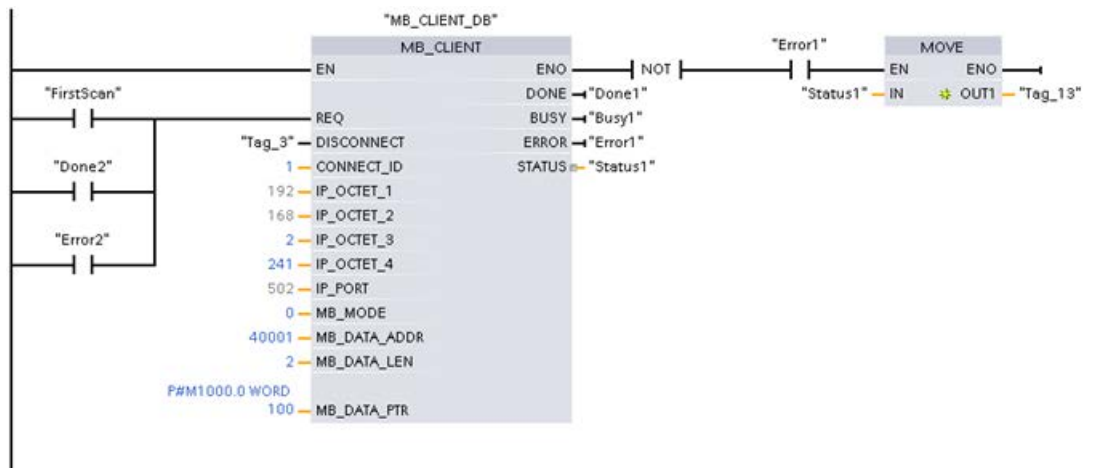 "MB_CLIENT_DB"
MB_CLIENT
"Error1"
MOVE
EN
ENO
NOT
EN
ENO
"FirstScan"
DONE
"Done1"
"Status1"
IN
OUT1
"Tag_13"
REQ
BUSY
"Busy1"
"Tag_3"
DISCONNECT
ERROR
"Error1"
"Done2"
1
CONNECT_ID
STATUS
"Status1"
192
IP_OCTET_1
168
IP_OCTET_2
"Error2"
2
IP_OCTET_3
241
IP_OCTET_4
502
IP_PORT
0
MB_MODE
40001
MB_DATA_ADDR
2
MB_DATA_LEN
P#M1000.0 WORD
100
MB_DATA_PTR